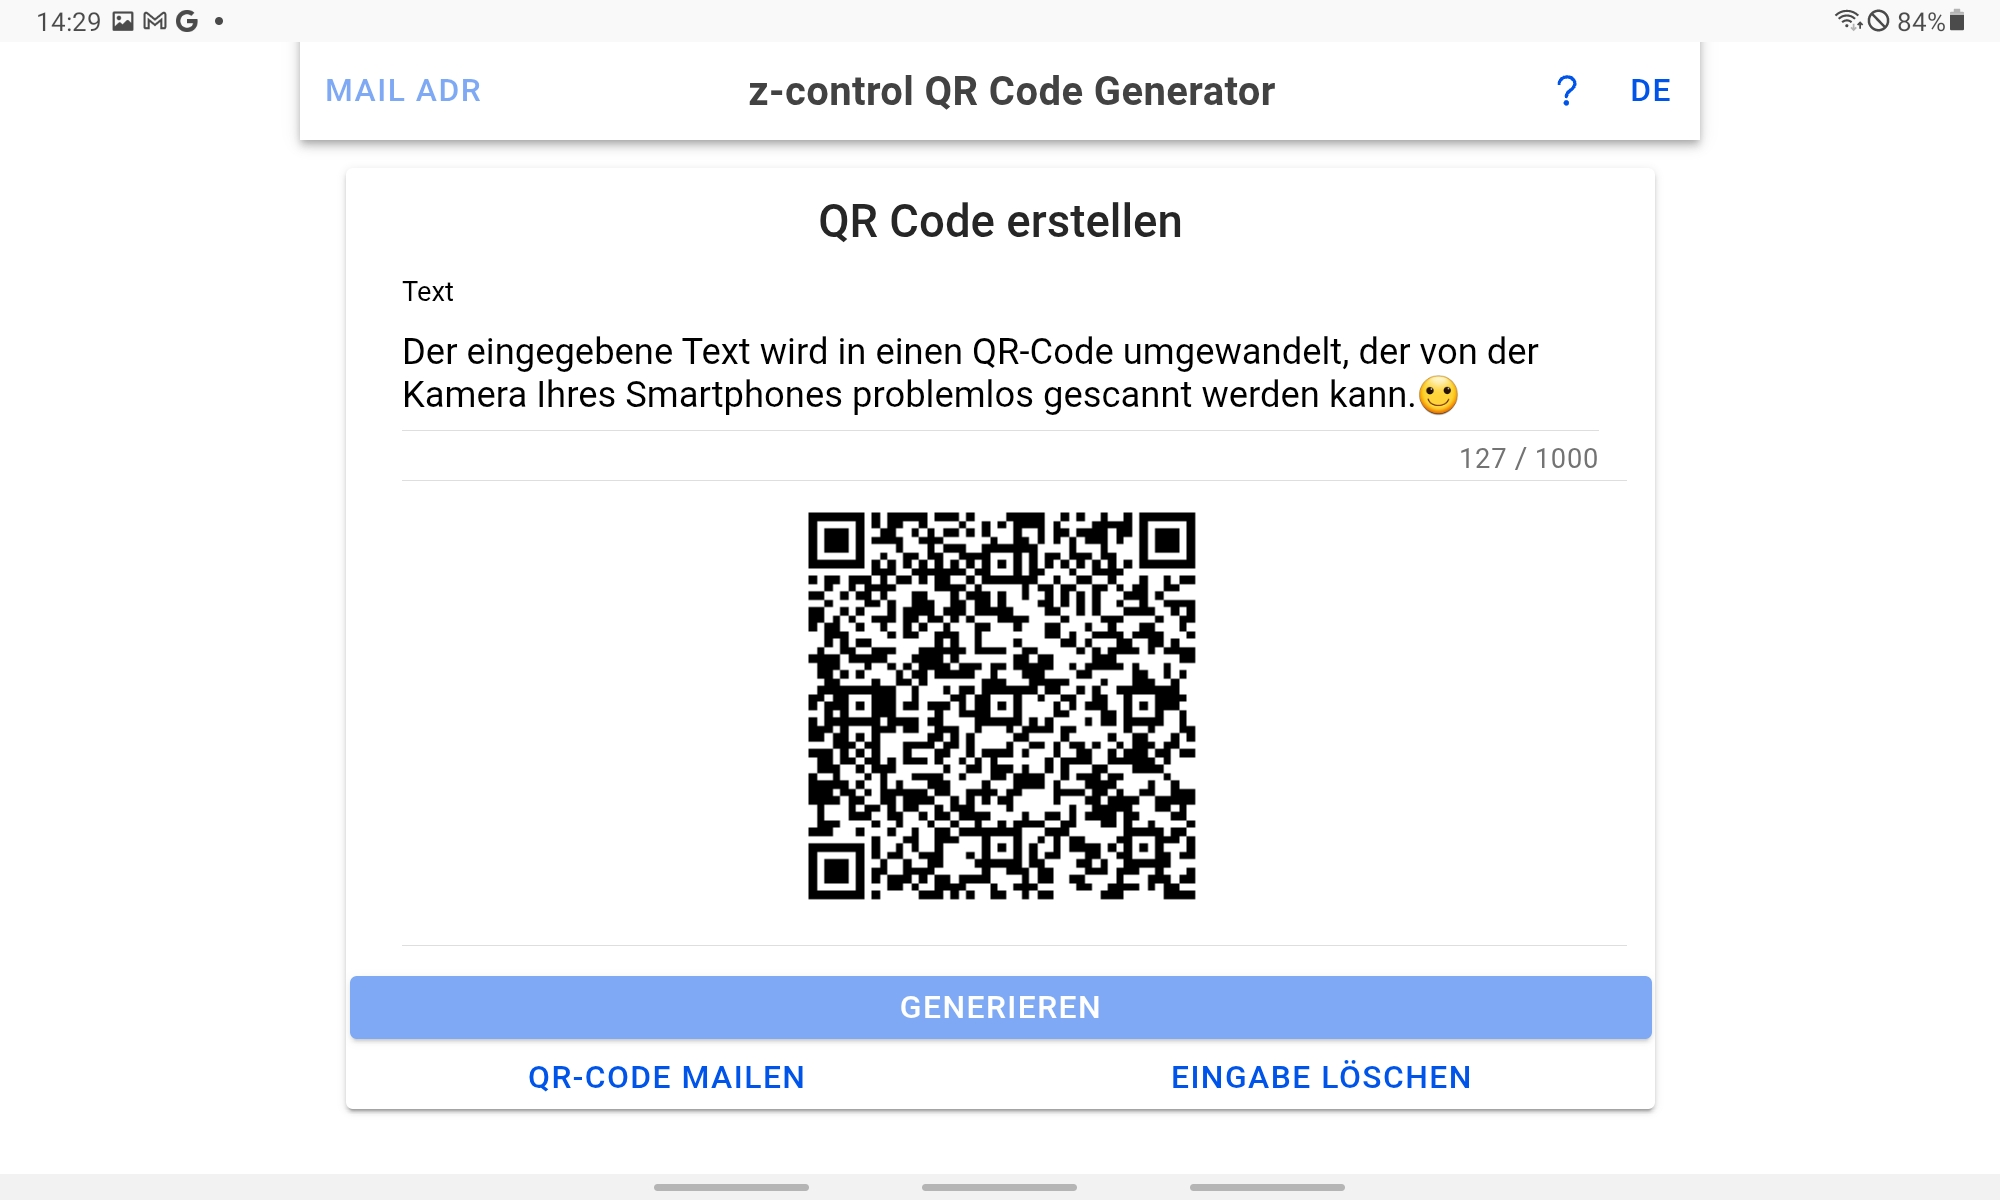 14:29 84%
MAIL ADR z-control QR Code Generator ? DE
QR Code erstellen
Text
Der eingegebene Text wird in einen QR-Code umgewandelt, der von der
Kamera Ihres Smartphones problemlos gescannt werden kann.😊
127 / 1000
GENERIEREN
QR-CODE MAILEN EINGABE LÖSCHEN